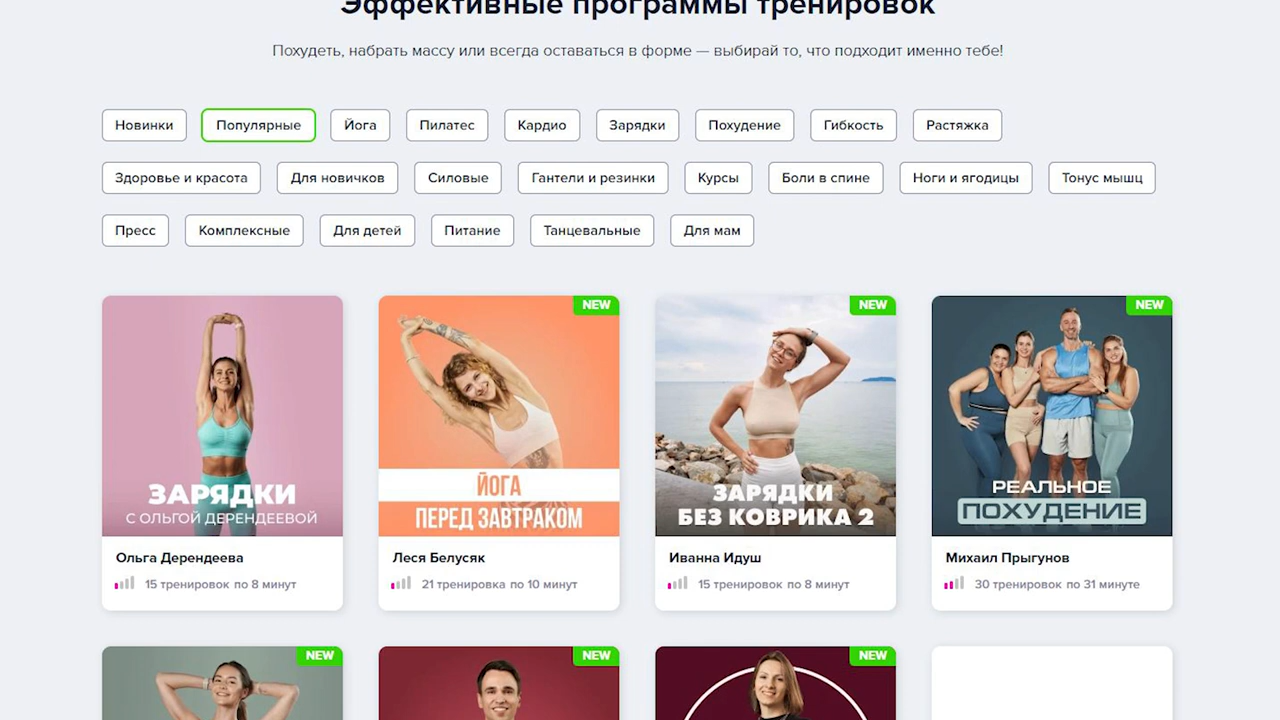 Эффективные программы тренировок
Похудеть, набрать массу или всегда оставаться в форме — выбирай то, что подходит именно тебе!
Новинки Популярные Йога Пилатес Кардио Зарядки Похудение Гибкость Растяжка
Здоровье и красота Для новичков Силовые Гантели и резинки Курсы Боли в спине Ноги и ягодицы Тонус мышц
Пресс Комплексные Для детей Питание Танцевальные Для мам
ЗАРЯДКИ
С ОЛЬГОЙ ДЕРЕНДЕЕВОЙ
Ольга Дерендеева
15 тренировок по 8 минут
NEW
ЙОГА
ПЕРЕД ЗАВТРАКОМ
Леся Белусяк
21 тренировка по 10 минут
NEW
ЗАРЯДКИ
БЕЗ КОВРИКА 2
Иванна Идуш
15 тренировок по 8 минут
NEW
РЕАЛЬНОЕ
ПОХУДЕНИЕ
Михаил Прыгунов
30 тренировок по 31 минуте
NEW
NEW
NEW